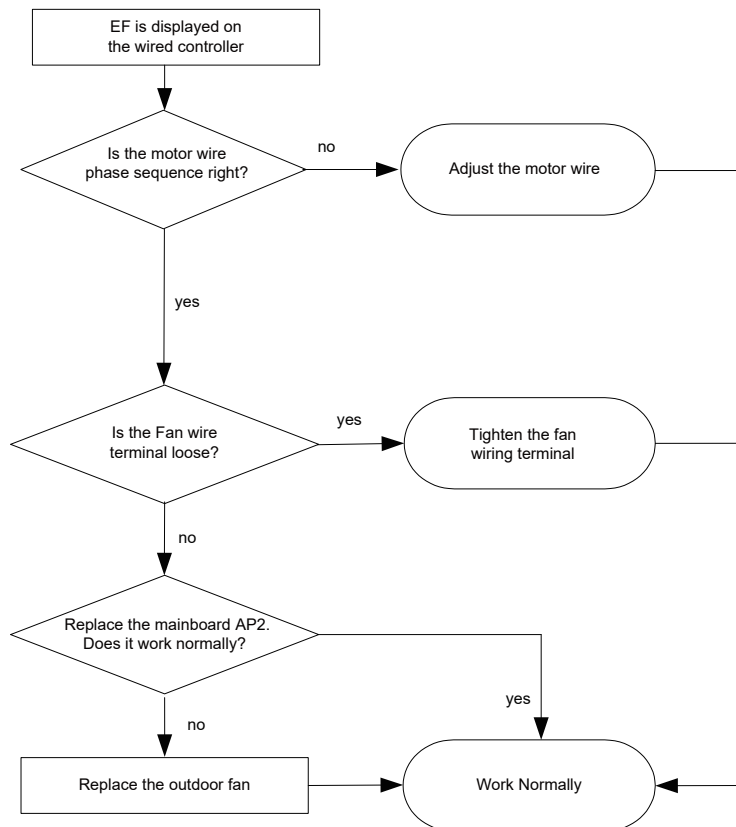 EF is displayed on
the wired controller
Is the motor wire
phase sequence right?
no
Adjust the motor wire
yes
Is the Fan wire
terminal loose?
yes
Tighten the fan
wiring terminal
no
Replace the mainboard AP2.
Does it work normally?
yes
no
Replace the outdoor fan
Work Normally